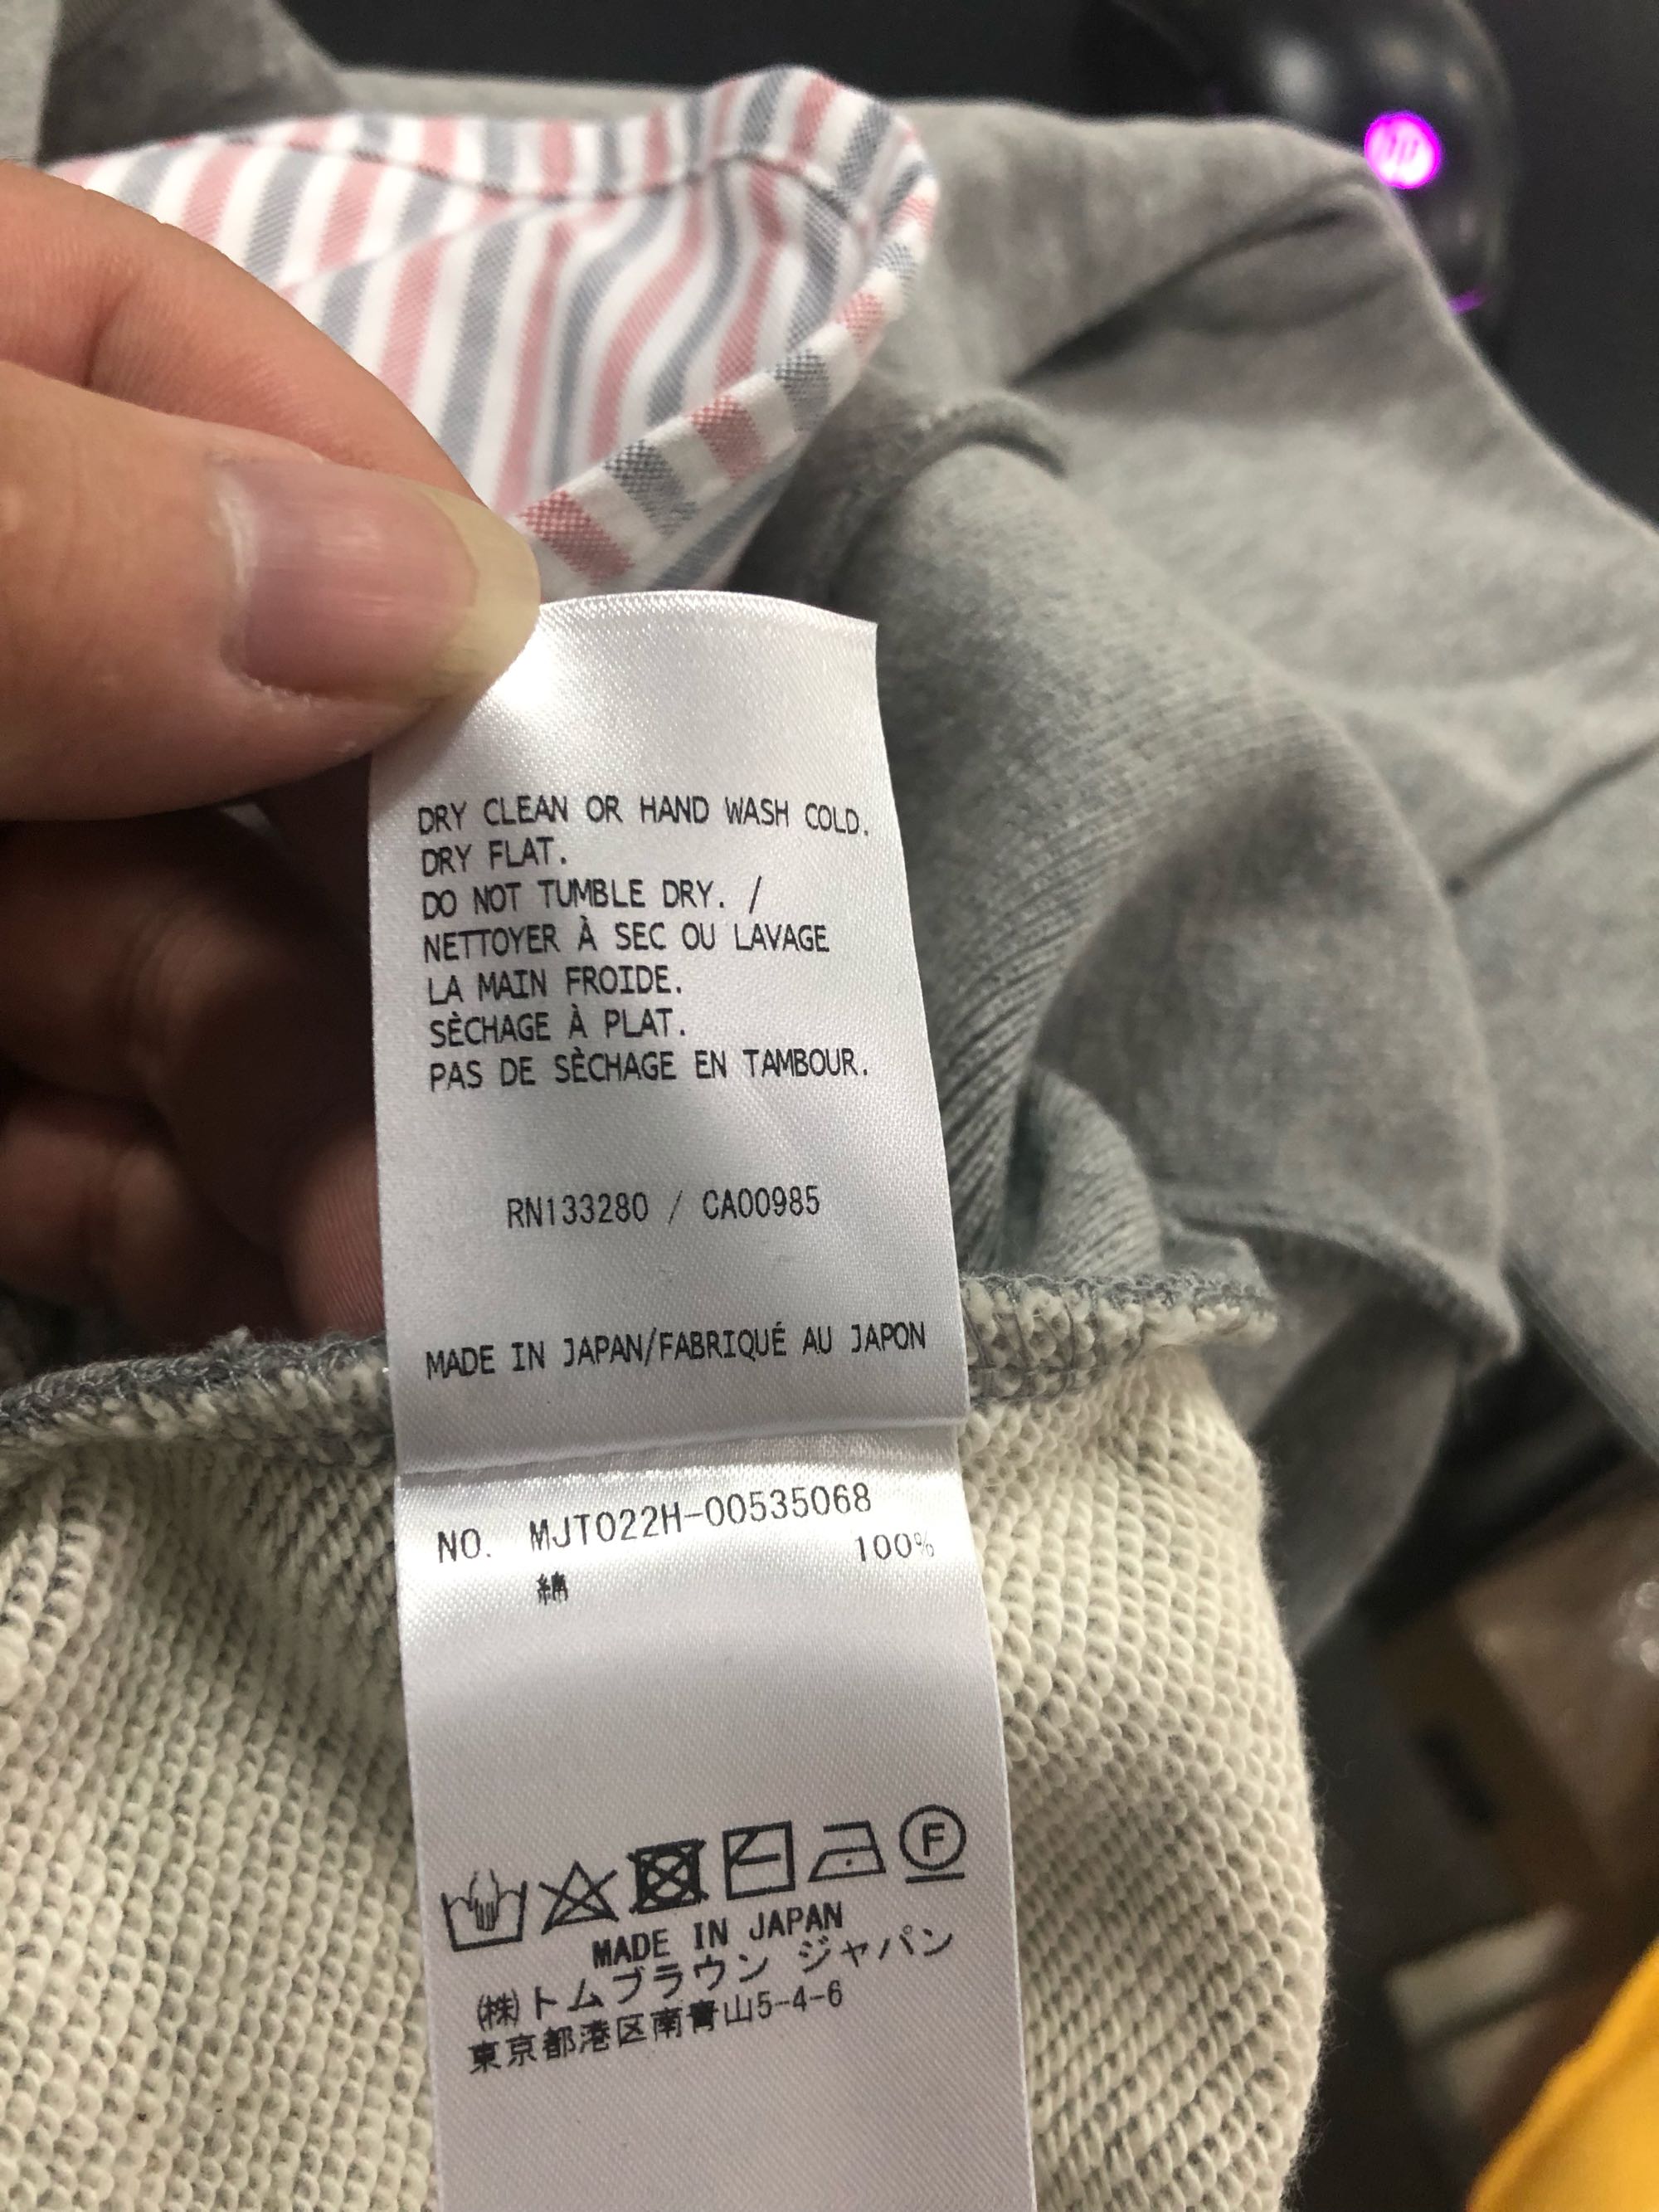 hp
DRY CLEAN OR HAND WASH COLD.
DRY FLAT.
DO NOT TUMBLE DRY. /
NETTOYER À SEC OU LAVAGE
LA MAIN FROIDE.
SÈCHAGE À PLAT.
PAS DE SÈCHAGE EN TAMBOUR.
RN133280 / CA00985
MADE IN JAPAN/FABRIQUÉ AU JAPON
NO. MJT022H-00535068
綿 100%
F
MADE IN JAPAN
㈱トムブラウン ジャパン
東京都港区南青山5-4-6